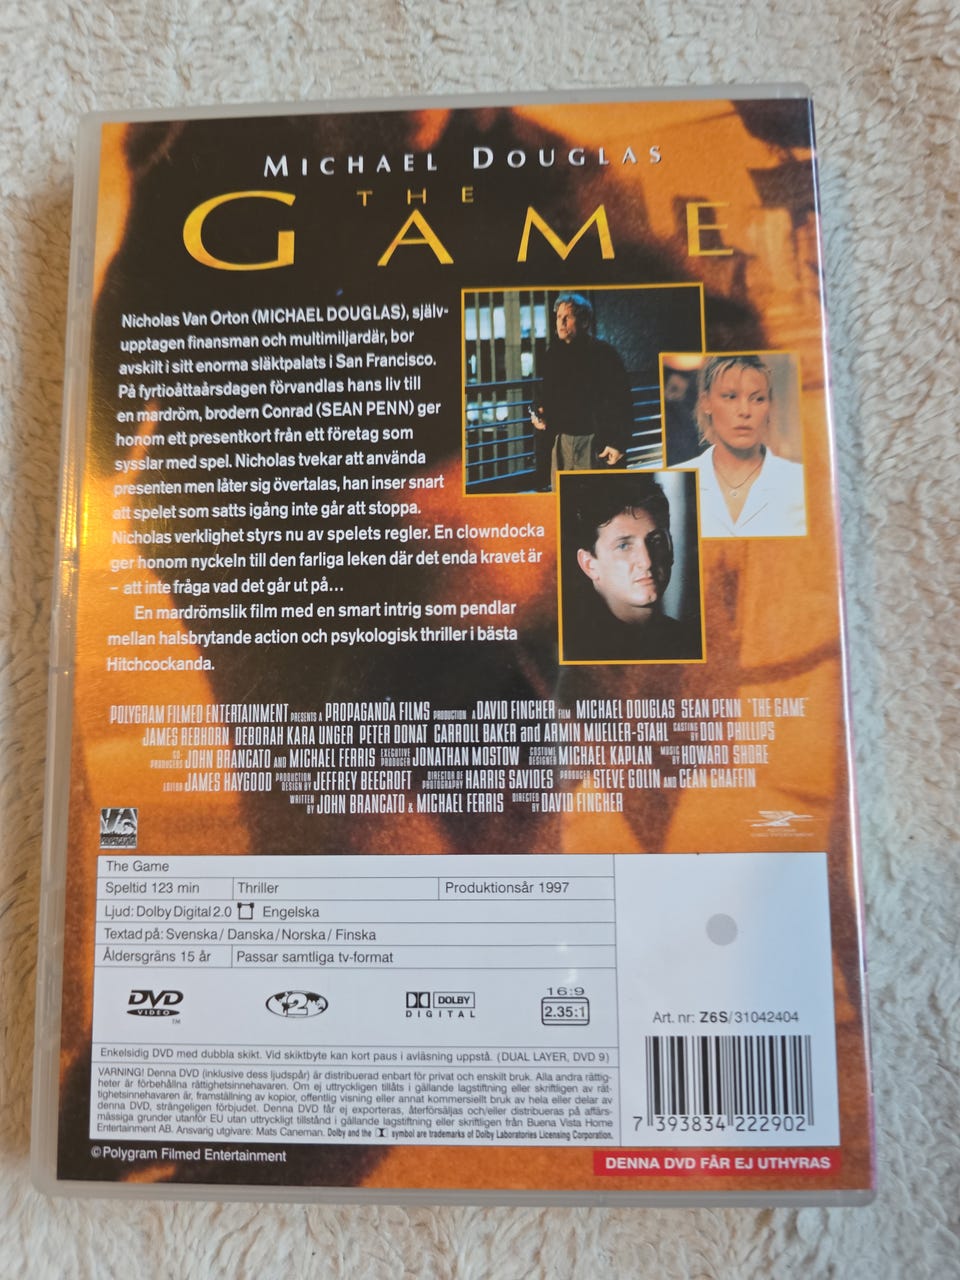 MICHAEL DOUGLAS
THE
GAME
Nicholas Van Orton (MICHAEL DOUGLAS), själv-
upptagen finansman och multimiljardär, bor
avskilt i sitt enorma släktpalats i San Francisco.
På fyrtioåttaårsdagen förvandlas hans liv till
en mardröm, brodern Conrad (SEAN PENN) ger
honom ett presentkort från ett företag som
sysslar med spel. Nicholas tvekar att använda
presenten men låter sig övertalas, han inser snart
att spelet som satts igång inte går att stoppa.
Nicholas verklighet styrs nu av spelets regler. En clowndocka
ger honom nyckeln till den farliga leken där det enda kravet är
– att inte fråga vad det går ut på...
En mardrömslik film med en smart intrig som pendlar
mellan halsbrytande action och psykologisk thriller i bästa
Hitchcockanda.
POLYGRAM FILMED ENTERTAINMENT PRESENTS A PROPAGANDA FILMS PRODUCTION A DAVID FINCHER FILM MICHAEL DOUGLAS SEAN PENN "THE GAME"
JAMES REBHORN DEBORAH KARA UNGER PETER DONAT CARROLL BAKER and ARMIN MUELLER-STAHL CASTING BY DON PHILLIPS
CO-PRODUCERS JOHN BRANCATO AND MICHAEL FERRIS EXECUTIVE PRODUCER JONATHAN MOSTOW COSTUME DESIGNER MICHAEL KAPLAN MUSIC BY HOWARD SHORE
EDITOR JAMES HAYGOOD PRODUCTION DESIGN BY JEFFREY BEECROFT DIRECTOR OF PHOTOGRAPHY HARRIS SAVIDES PRODUCED BY STEVE GOLIN AND CEÁN CHAFFIN
WRITTEN BY JOHN BRANCATO & MICHAEL FERRIS DIRECTED BY DAVID FINCHER
The Game
Speltid 123 min Thriller Produktionsår 1997
Ljud: Dolby Digital 2.0 Engelska
Textad på: Svenska/ Danska/ Norska/ Finska
Åldersgräns 15 år Passar samtliga tv-format
DVD VIDEO TM
2
DOLBY DIGITAL
16:9
2.35:1
Art. nr: Z6S/31042404
Enkelsidig DVD med dubbla skikt. Vid skiktbyte kan kort paus i avläsning uppstå. (DUAL LAYER, DVD 9)
VARNING! Denna DVD (inklusive dess ljudspår) är distribuerad enbart för privat och enskilt bruk. Alla andra rättig-
heter är förbehållna rättighetsinnehavaren. Om ej uttryckligen tillåts i gällande lagstiftning eller skriftligen av rät-
tighetsinnehavaren är, framställning av kopior, offentlig visning eller annat kommersiellt bruk av hela eller delar av
denna DVD, strängeligen förbjudet. Denna DVD får ej exporteras, återförsäljas och/eller distribueras på affärs-
mässiga grunder utanför EU utan uttryckligt tillstånd i gällande lagstiftning eller skriftligen från Buena Vista Home
Entertainment AB. Ansvarig utgivare: Mats Caneman. Dolby and the symbol are trademarks of Dolby Laboratories Licensing Corporation.
7 393834 222902
© Polygram Filmed Entertainment
DENNA DVD FÅR EJ UTHYRAS